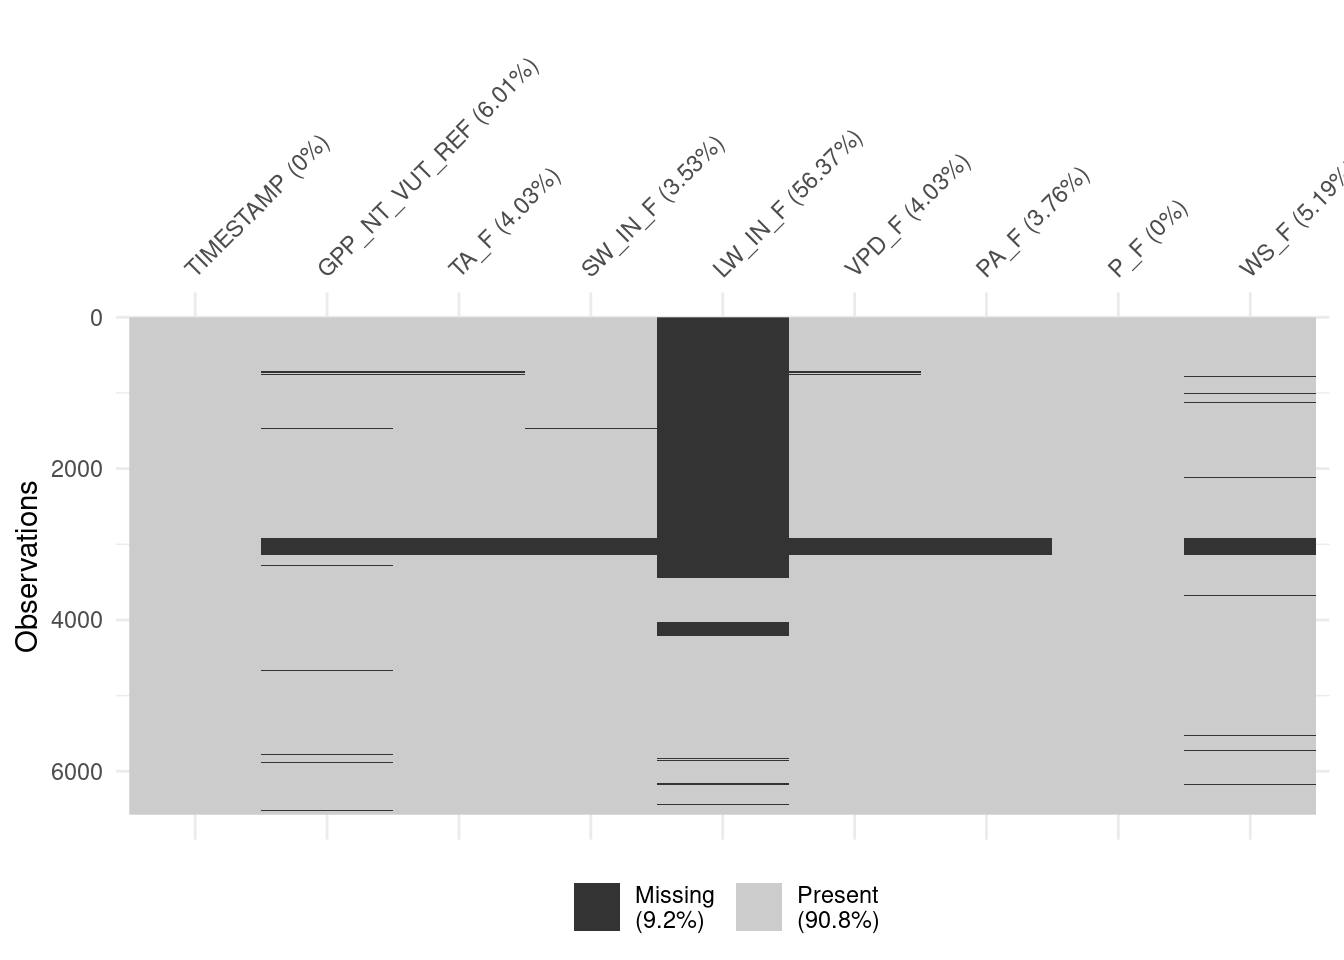 TIMESTAMP (0%)
GPP_NT_VUT_REF (6.01%)
TA_F (4.03%)
SW_IN_F (3.53%)
LW_IN_F (56.37%)
VPD_F (4.03%)
PA_F (3.76%)
P_F (0%)
WS_F (5.19%
0
2000
4000
6000
Observations
Missing
(9.2%)
Present
(90.8%)